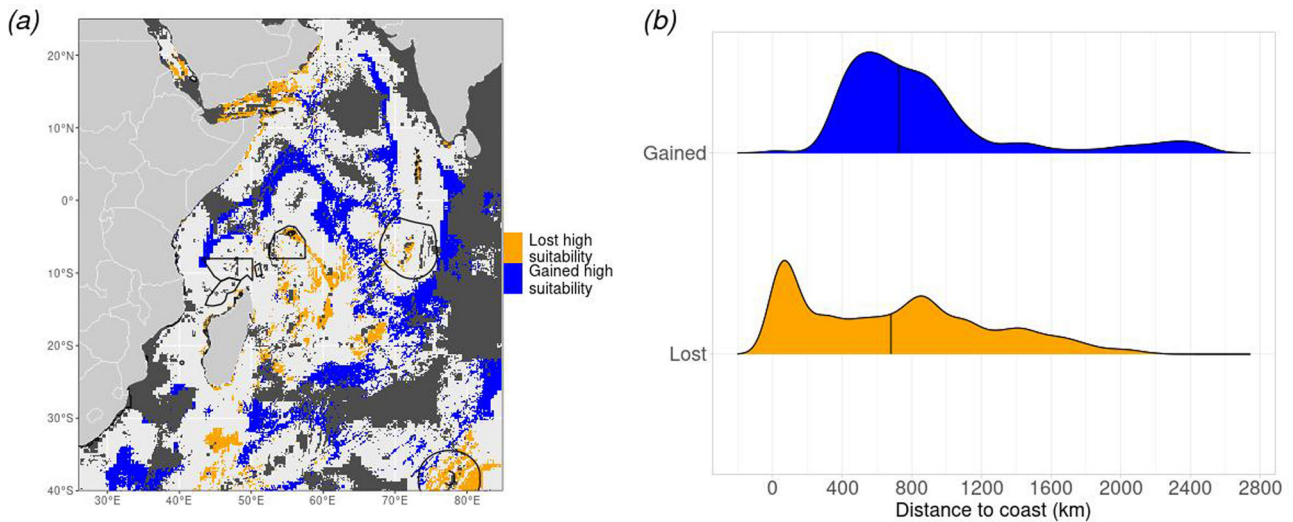 (a)
20°N
10°N
0°
10°S
20°S
30°S
40°S
30°E
40°E
50°E
60°E
70°E
80°E
Lost high
suitability
Gained high
suitability
(b)
Gained
Lost
0
400
800
1200
1600
2000
2400
2800
Distance to coast (km)